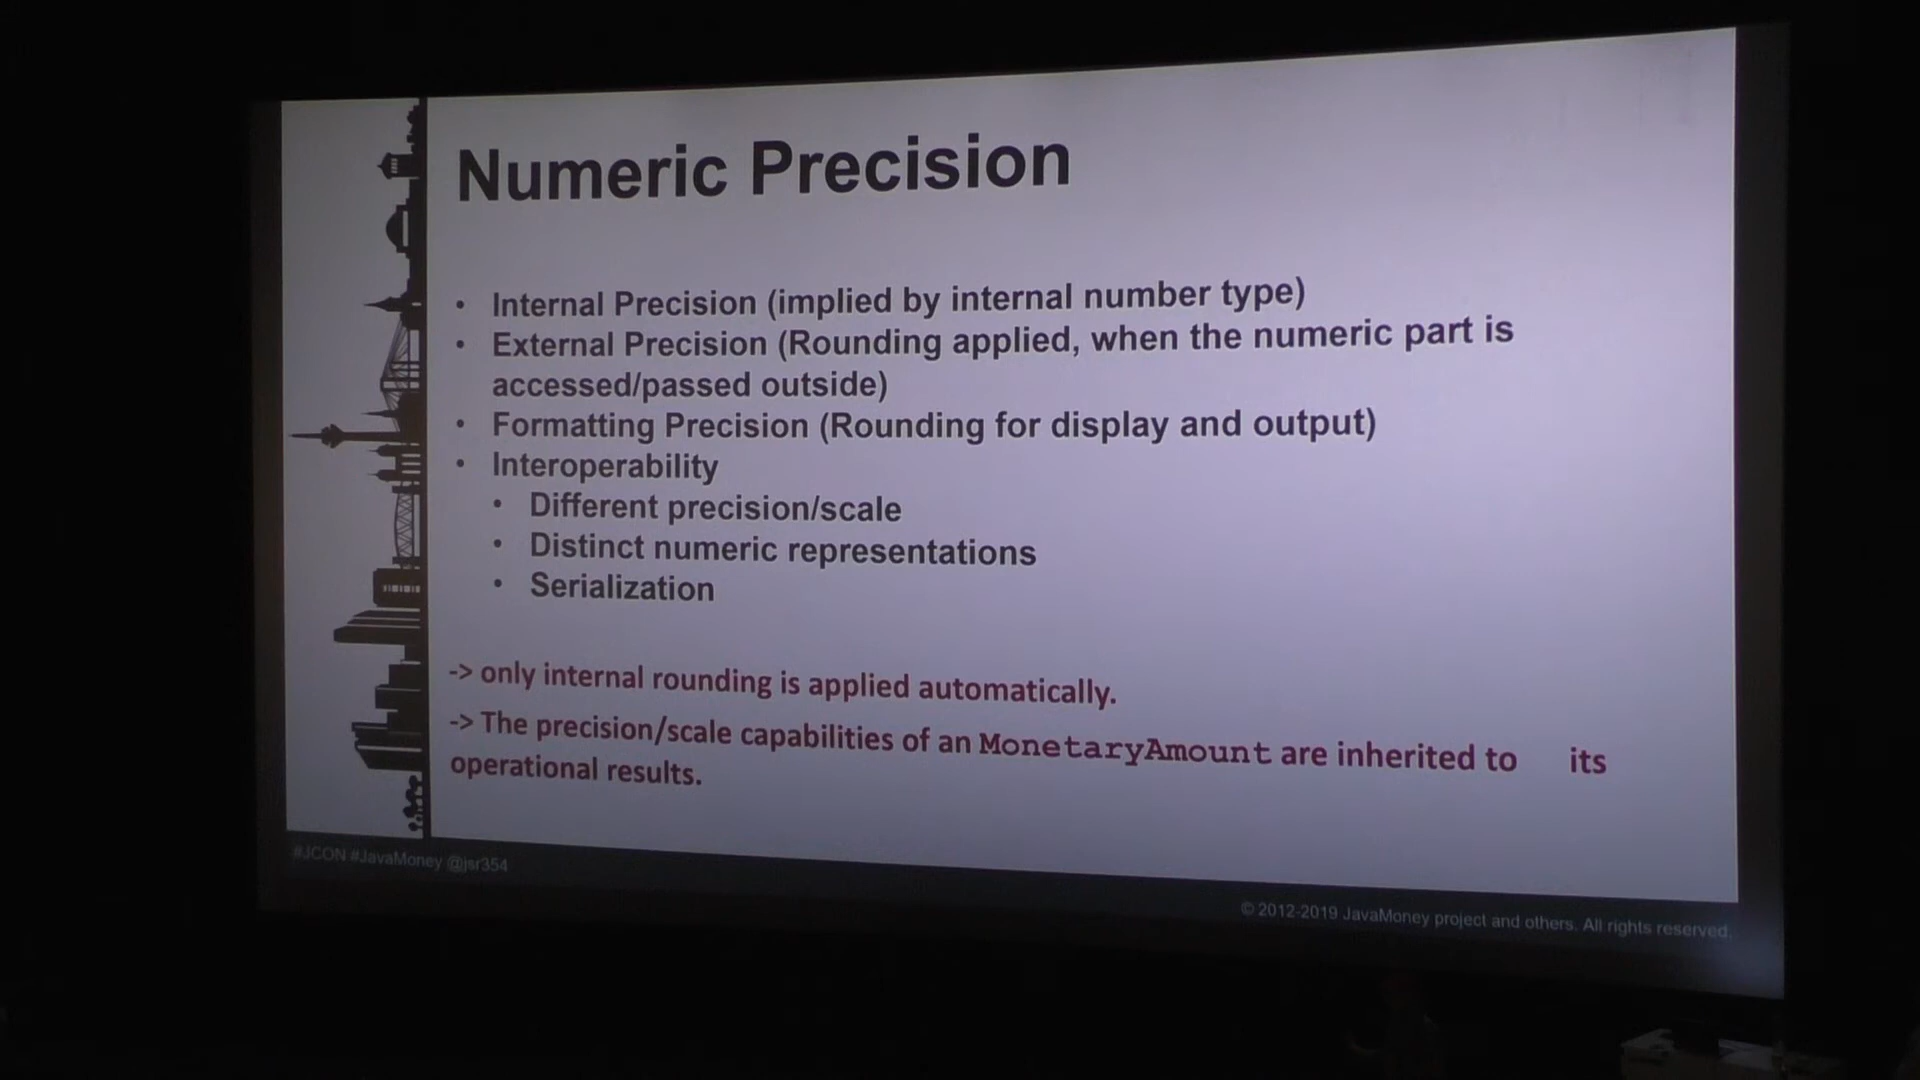 Numeric Precision
• Internal Precision (implied by internal number type)
• External Precision (Rounding applied, when the numeric part is
accessed/passed outside)
• Formatting Precision (Rounding for display and output)
• Interoperability
• Different precision/scale
• Distinct numeric representations
• Serialization
-> only internal rounding is applied automatically.
-> The precision/scale capabilities of an MonetaryAmount are inherited to its
operational results.
#JCON #JavaMoney @jsr354
© 2012-2019 JavaMoney project and others. All rights reserved.